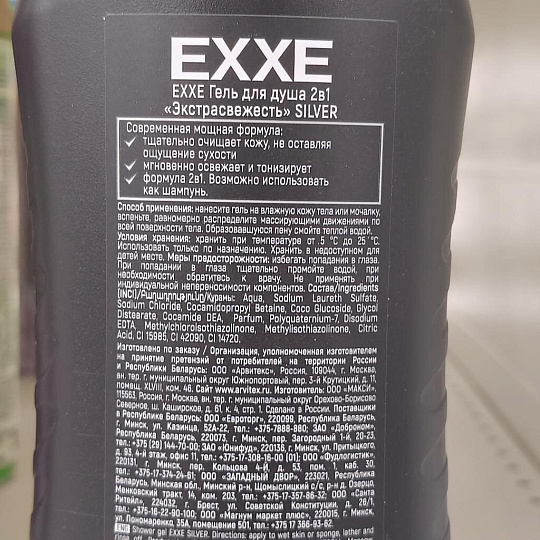 EXXE
EXXE Гель для душа 2в1
«Экстрасвежесть» SILVER
Современная мощная формула:
✓ тщательно очищает кожу, не оставляя
ощущение сухости
✓ мгновенно освежает и тонизирует
✓ формула 2в1. Возможно использовать
как шампунь.
Способ применения: нанесите гель на влажную кожу тела или мочалку,
вспеньте, равномерно распределите массирующими движениями по
всей поверхности тела. Образовавшуюся пену смойте теплой водой.
Условия хранения: хранить при температуре от 5 °С до 25 °С.
Использовать только по назначению. Хранить в недоступном для
детей месте. Меры предосторожности: избегать попадания в глаза.
При попадании в глаза тщательно промойте водой, при
необходимости обратитесь к врачу. Не применять при
индивидуальной непереносимости компонентов. Состав/Ingredients
(INCI)/Բաղադրությունը/Курамы: Aqua, Sodium Laureth Sulfate,
Sodium Chloride, Cocamidopropyl Betaine, Coco Glucoside, Glycol
Distearate, Cocamide DEA, Parfum, Polyquaternium-7, Disodium
EDTA, Methylchloroisothiazolinone, Methylisothiazolinone, Citric
Acid, CI 15985, CI 42090, CI 14720.
Изготовлено по заказу / Организация, уполномоченная изготовителем
на принятие претензий от потребителей на территории России
и Республики Беларусь: ООО «Арвитекс», Россия, 109044, г. Москва,
вн. тер. г. муниципальный округ Южнопортовый, пер. 3-й Крутицкий, д. 11,
помещ. XLVIII, ком. 46. Сайт www.arvitex.ru. Изготовитель: ООО «МАКСИ»,
115563, Россия, г. Москва, вн. тер. г. муниципальный округ Орехово-Борисово
Северное, ш. Каширское, д. 61, к. 4, стр. 1. Сделано в России. Поставщики
в Республику Беларусь: ООО «Евроторг», 220099, Республика Беларусь,
г. Минск, ул. Казинца, 52А-22, тел.: +375-7888-880; ЗАО «Доброном»,
Республика Беларусь, 220073, г. Минск, пер. Загородный 1-й, 20-23,
тел.: +375 (29) 144-70-00; ЗАО «Юнифуд», 220136, г. Минск, ул. Притыцкого,
д. 93, 4-й этаж, офис 11, тел.: +375-17-308-16-00 (01); ООО «Фудлогистик»,
220131, г. Минск, пер. Кольцова 4-й, д. 53, пом. 1, каб. 30,
тел.: +375-17-374-24-61; ООО «ЗАПАДНЫЙ ДВОР», 223021, Республика
Беларусь, Минская обл., Минский р-н, Щомыслицкий с/с, р-н д. Озерцо,
Менковский тракт, 14, ком. 203, тел.: +375-17-357-86-32; ООО «Санта
Ритейл», 224032, г. Брест, ул. Советской Конституции, д. 26/1,
тел.: +375-16-22-90-100; ООО «Магнум маркет плюс», 220015, г. Минск,
ул. Пономаренко, 35А, помещение 501, тел.: +375 17 366-93-62.
ENG Shower gel EXXE SILVER. Directions: apply to wet skin or sponge, lather and